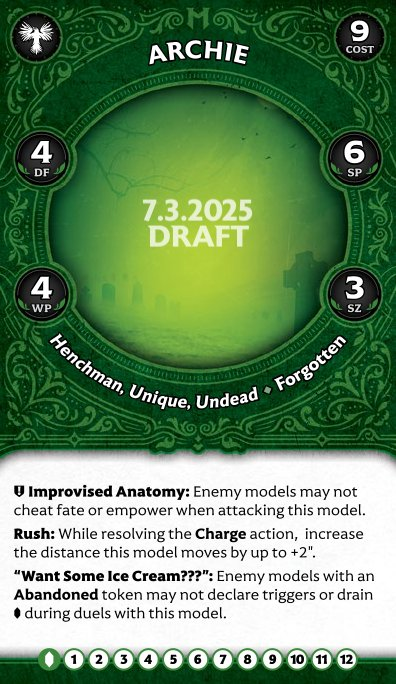 ARCHIE
9
COST
4
DF
6
SP
7.3.2025
DRAFT
4
WP
3
SZ
Henchman, Unique, Undead • Forgotten
Improvised Anatomy: Enemy models may not
cheat fate or empower when attacking this model.
Rush: While resolving the Charge action, increase
the distance this model moves by up to +2".
“Want Some Ice Cream???”: Enemy models with an
Abandoned token may not declare triggers or drain
during duels with this model.
1 2 3 4 5 6 7 8 9 10 11 12